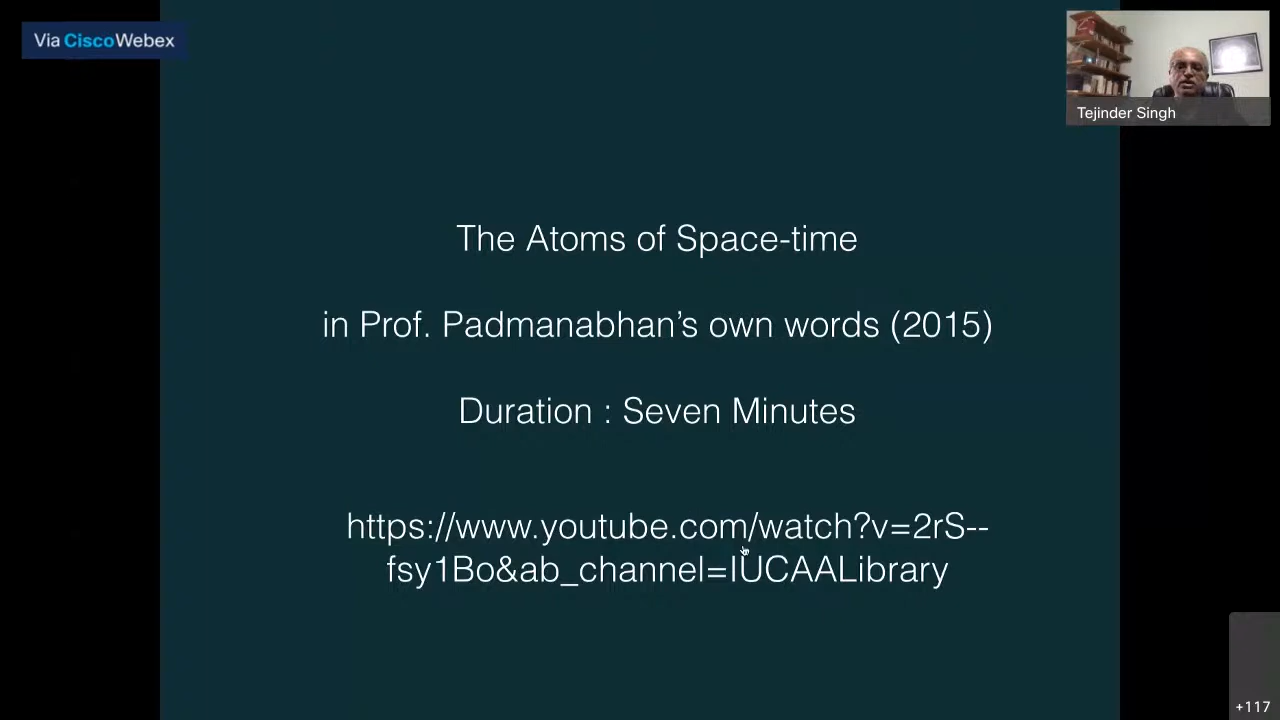 Via CiscoWebex
Tejinder Singh
The Atoms of Space-time
in Prof. Padmanabhan’s own words (2015)
Duration : Seven Minutes
https://www.youtube.com/watch?v=2rS--
fsy1Bo&ab_channel=IUCAALibrary
+117